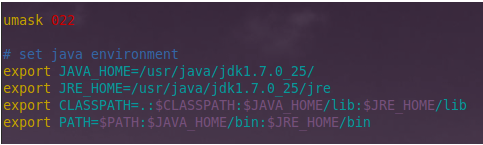 umask 022
# set java environment
export JAVA_HOME=/usr/java/jdk1.7.0_25/
export JRE_HOME=/usr/java/jdk1.7.0_25/jre
export CLASSPATH=.:$CLASSPATH:$JAVA_HOME/lib:$JRE_HOME/lib
export PATH=$PATH:$JAVA_HOME/bin:$JRE_HOME/bin